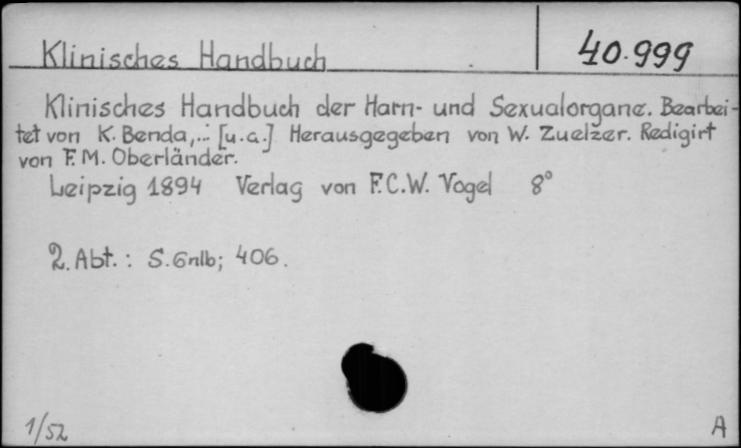 Klinisches Handbuch
40.999
Klinisches Handbuch der Harn- und Sexualorgane. Bearbei-
tet von K. Benda,... [u.a.] Herausgegeben von W. Zuelzer. Redigirt
von F. M. Oberländer.
Leipzig 1894 Verlag von F.C.W. Vogel 8°
2. Abt.: S. 6nlb; 406.
1/52
A